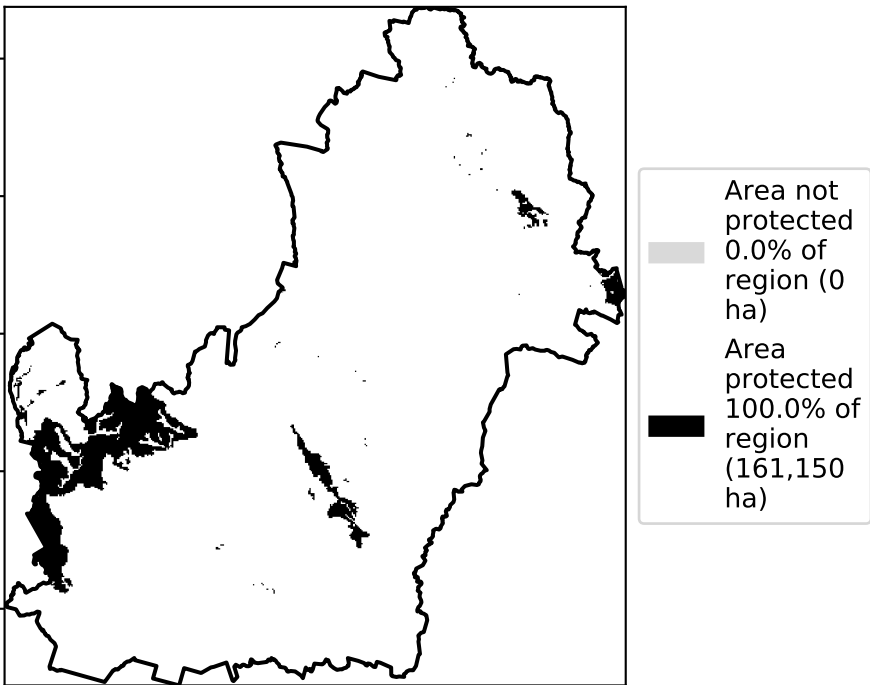 Area not
protected
0.0% of
region (0
ha)
Area
protected
100.0% of
region
(161,150
ha)